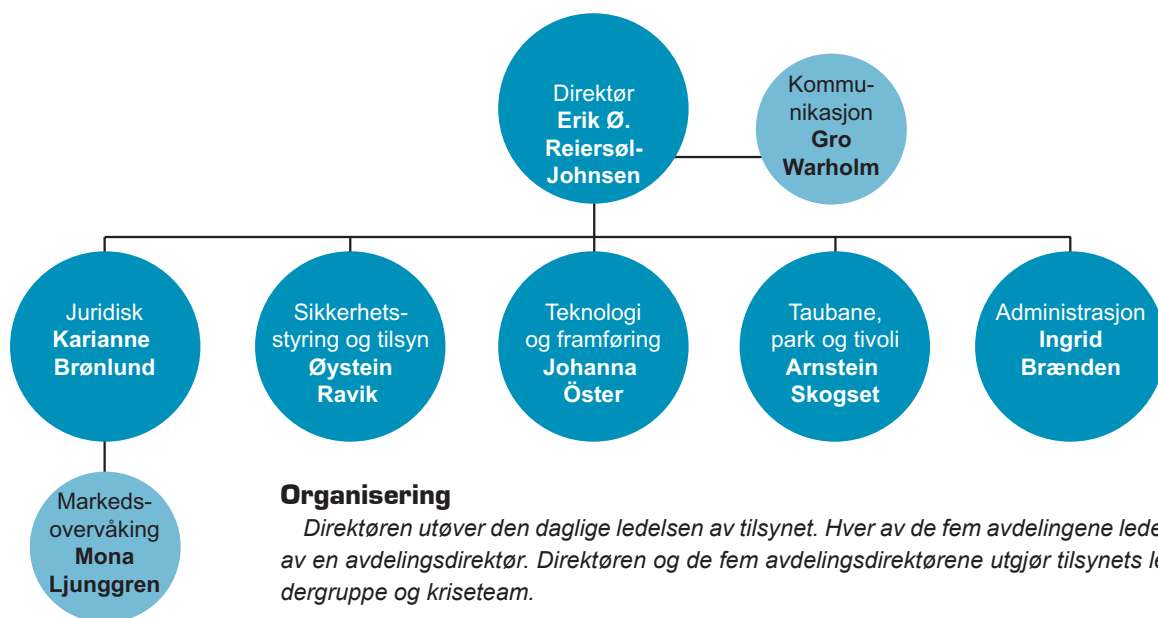 Direktør
Erik Ø.
Reiersøl-
Johnsen
Kommu-
nikasjon
Gro
Warholm
Juridisk
Karianne
Brønlund
Sikkerhets-
styring og tilsyn
Øystein
Ravik
Teknologi
og framføring
Johanna
Öster
Taubane,
park og tivoli
Arnstein
Skogset
Administrasjon
Ingrid
Brænden
Markeds-
overvåking
Mona
Ljunggren
Organisering
Direktøren utøver den daglige ledelsen av tilsynet. Hver av de fem avdelingene lede
av en avdelingsdirektør. Direktøren og de fem avdelingsdirektørene utgjør tilsynets le
dergruppe og kriseteam.